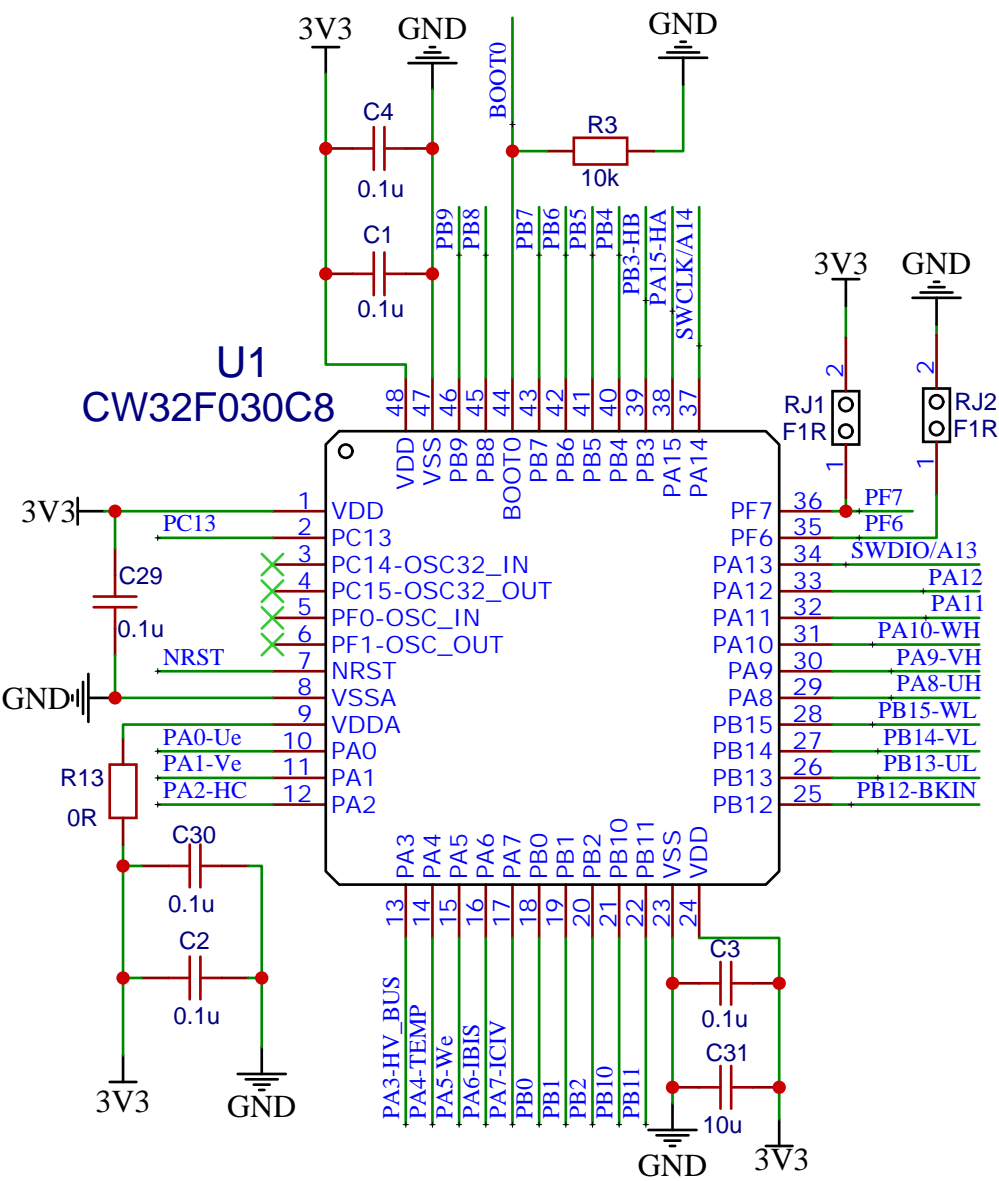 3V3
GND
BOOT0
GND
C4
0.1u
R3
10k
C1
0.1u
PB9
PB8
PB7
PB6
PB5
PB4
PB3-HB
PA15-HA
SWCLK/A14
3V3
GND
U1
CW32F030C8
48
47
46
45
44
43
42
41
40
39
38
37
VDD
VSS
PB9
PB8
BOOT0
PB7
PB6
PB5
PB4
PB3
PA15
PA14
2
RJ1
F1R
1
2
RJ2
F1R
1
3V3
1 VDD
PC13 2 PC13
3 PC14-OSC32_IN
4 PC15-OSC32_OUT
5 PF0-OSC_IN
6 PF1-OSC_OUT
NRST 7 NRST
GND 8 VSSA
9 VDDA
PA0-Ue 10 PA0
PA1-Ve 11 PA1
PA2-HC 12 PA2
C29
0.1u
PF7 36 PF7
PF6 35 PF6
PA13 34 SWDIO/A13
PA12 33 PA12
PA11 32 PA11
PA10 31 PA10-WH
PA9 30 PA9-VH
PA8 29 PA8-UH
PB15 28 PB15-WL
PB14 27 PB14-VL
PB13 26 PB13-UL
PB12 25 PB12-BKIN
R13
0R
C30
0.1u
C2
0.1u
3V3
GND
PA3
PA4
PA5
PA6
PA7
PB0
PB1
PB2
PB10
PB11
VSS
VDD
13
14
15
16
17
18
19
20
21
22
23
24
PA3-HV_BUS
PA4-TEMP
PA5-We
PA6-IBIS
PA7-ICIV
PB0
PB1
PB2
PB10
PB11
C3
0.1u
C31
10u
GND
3V3